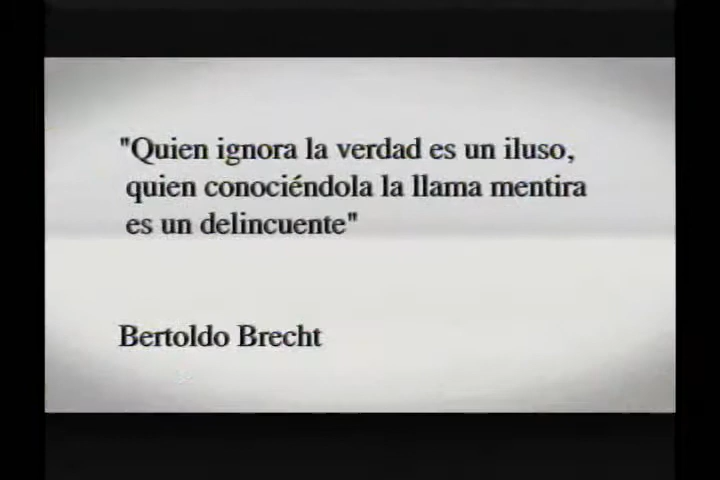 "Quien ignora la verdad es un iluso,
quien conociéndola la llama mentira
es un delincuente"
Bertoldo Brecht